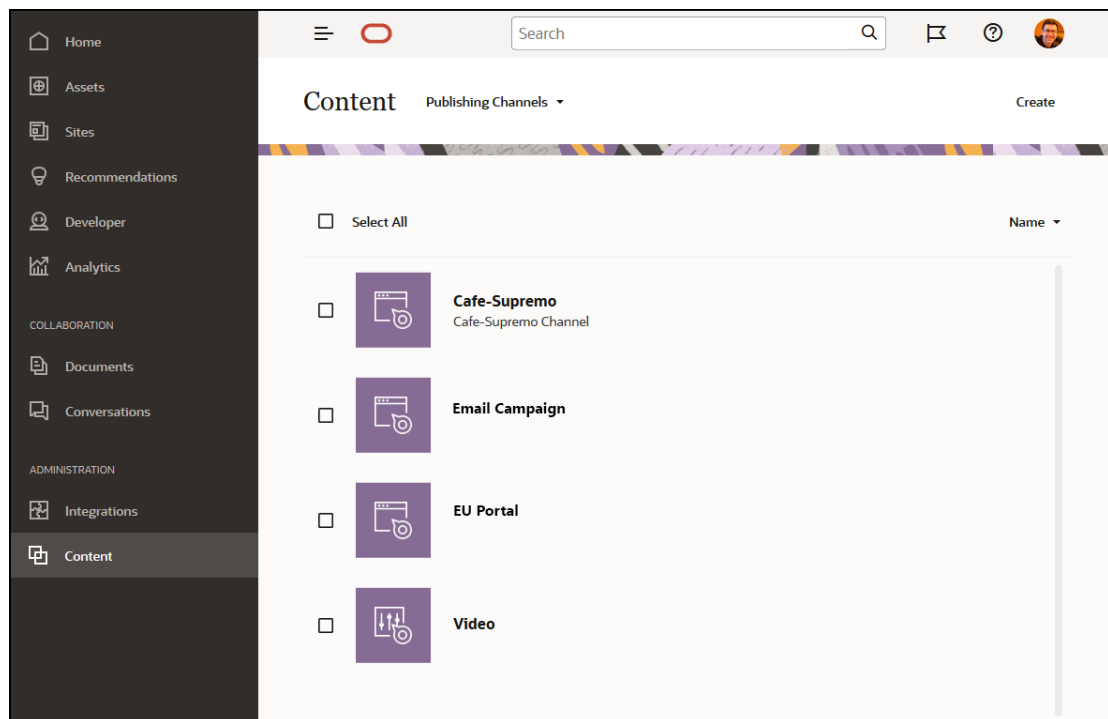 Home
Assets
Sites
Recommendations
Developer
Analytics
COLLABORATION
Documents
Conversations
ADMINISTRATION
Integrations
Content
Search
Content Publishing Channels
Create
Select All
Name
Cafe-Supremo
Cafe-Supremo Channel
Email Campaign
EU Portal
Video